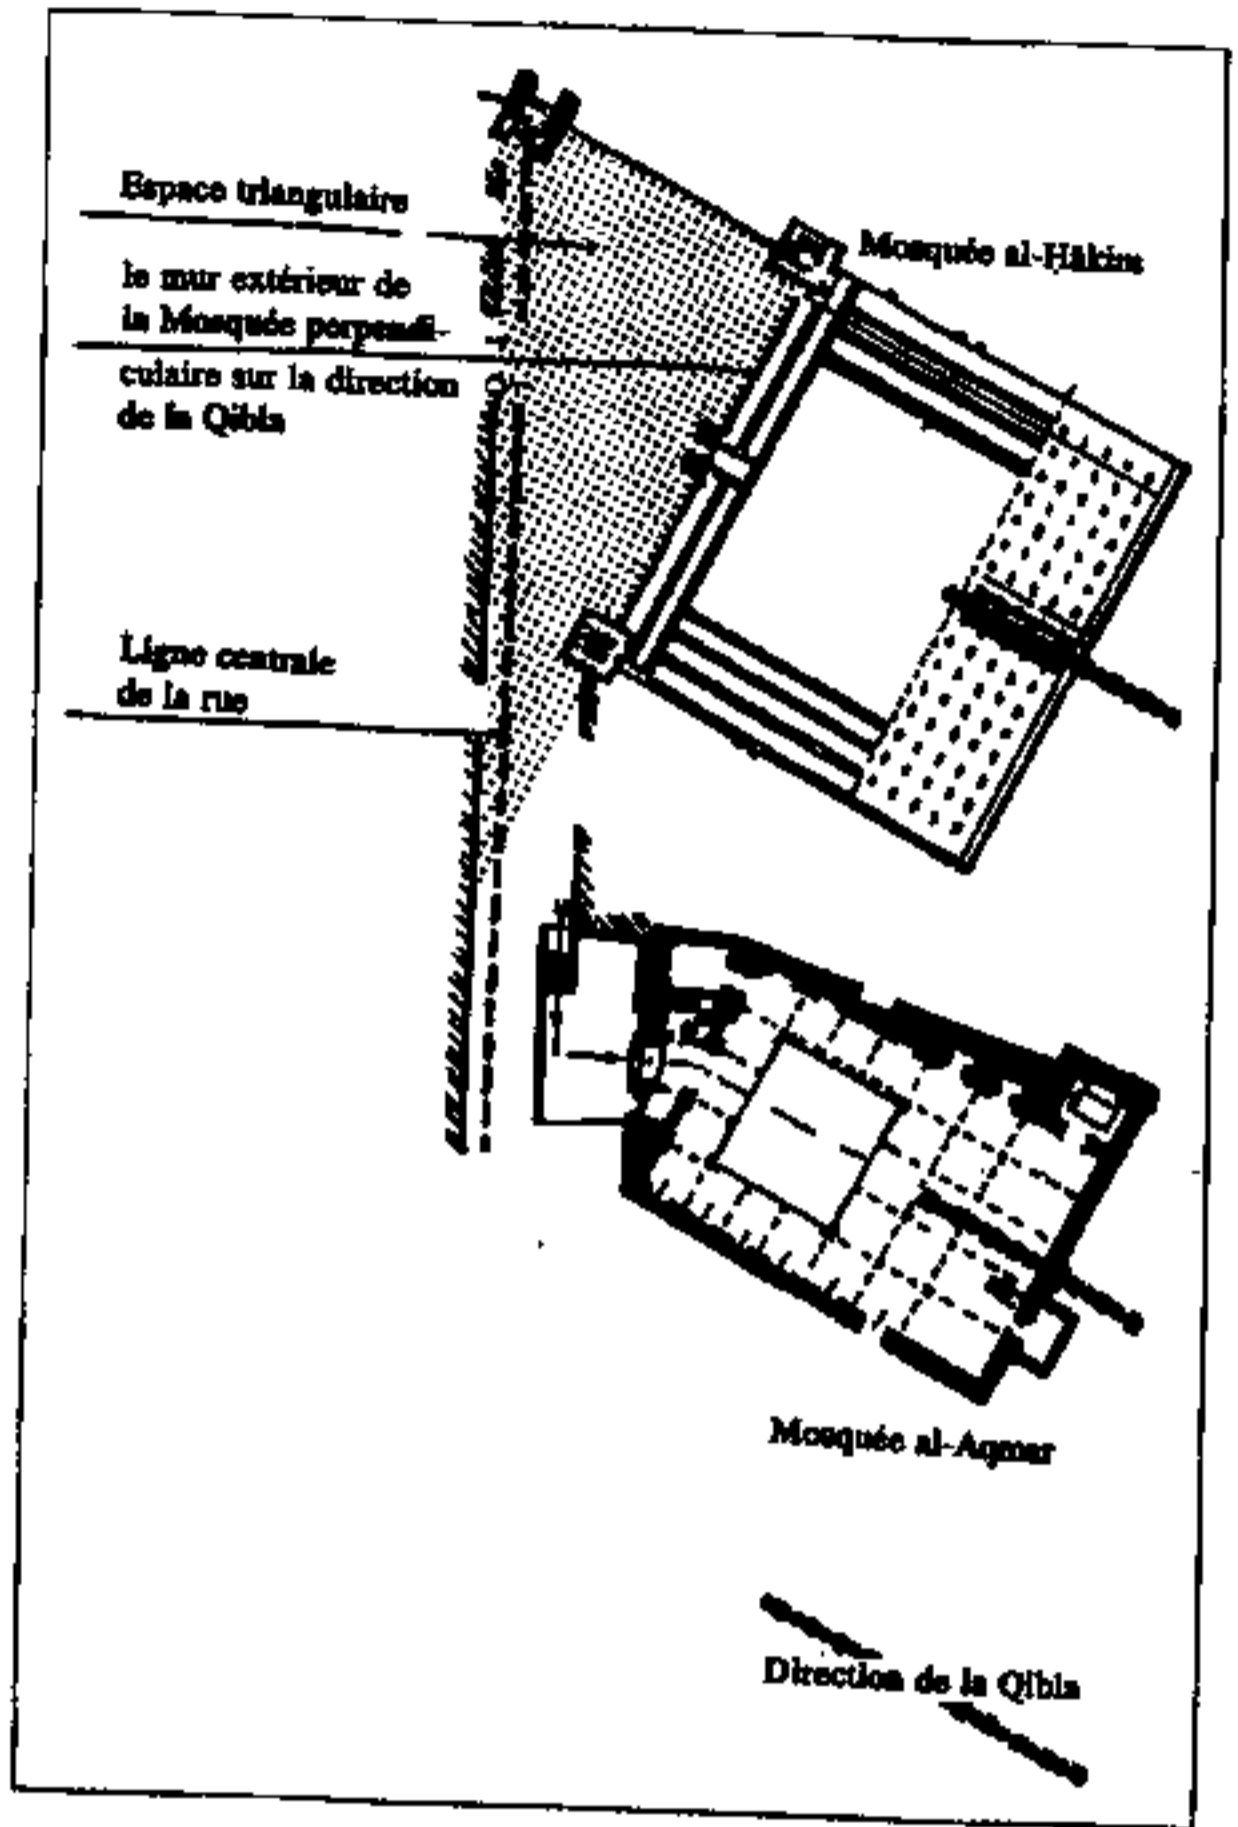 Espace triangulaire
Mosquée al-Hākim
le mur extérieur de
la Mosquée perpendi-
culaire sur la direction
de la Qibla
Ligne centrale
de la rue
Mosquée al-Aqmar
Direction de la Qibla